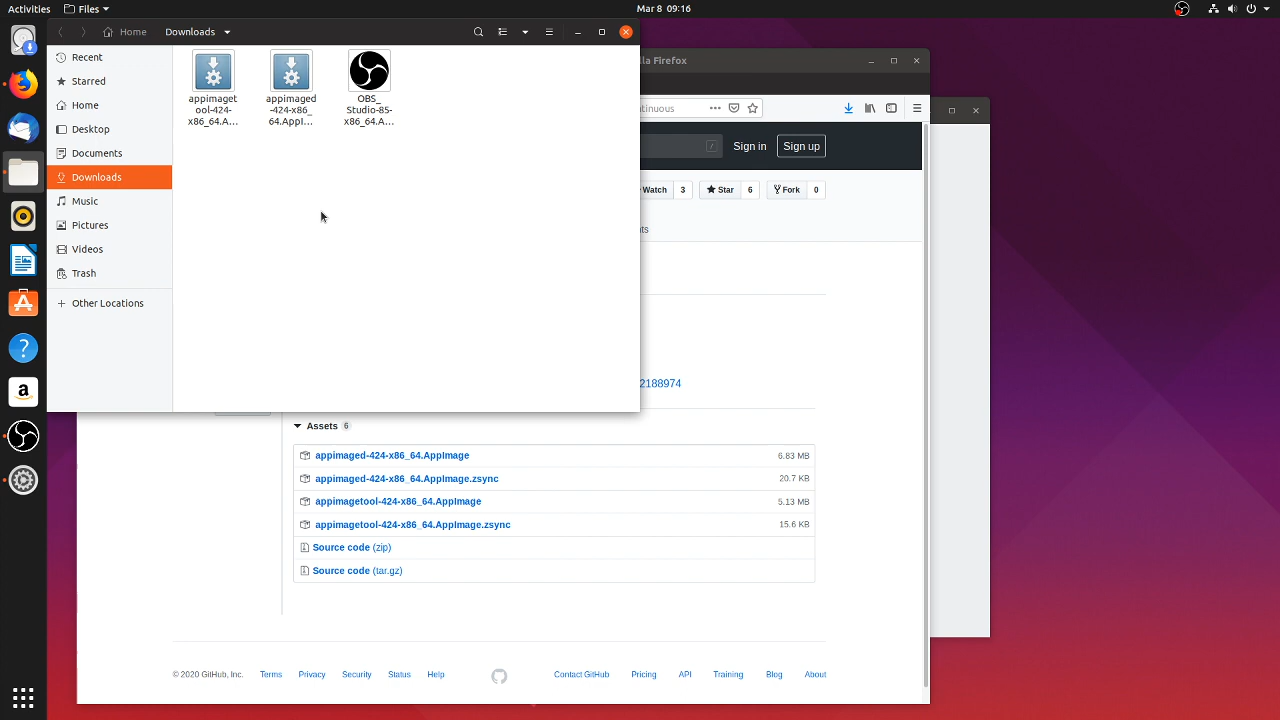 Activities
Files
Mar 8 09:16
Home
Downloads
Recent
Starred
Home
Desktop
Documents
Downloads
Music
Pictures
Videos
Trash
Other Locations
appimaget
ool-424-
x86_64.A...
appimaged
-424-x86_
64.AppI...
OBS_
Studio-85-
x86_64.A...
lla Firefox
ntinuous
/
Sign in
Sign up
Watch
3
Star
6
Fork
0
hts
2188974
Assets 6
appimaged-424-x86_64.AppImage
6.83 MB
appimaged-424-x86_64.AppImage.zsync
20.7 KB
appimagetool-424-x86_64.AppImage
5.13 MB
appimagetool-424-x86_64.AppImage.zsync
15.6 KB
Source code (zip)
Source code (tar.gz)
© 2020 GitHub, Inc.
Terms
Privacy
Security
Status
Help
Contact GitHub
Pricing
API
Training
Blog
About